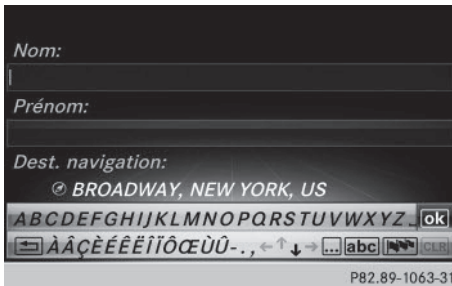 Nom:
Prénom:
Dest. navigation:
BROADWAY, NEW YORK, US
ABCDEFGHIJKLMNOPQRSTUVWXYZ_ ok
ÀÂÇÈÉÊËÎÏÔŒÙÛ-.,←↑↓→... abc CLR
P82.89-1063-31